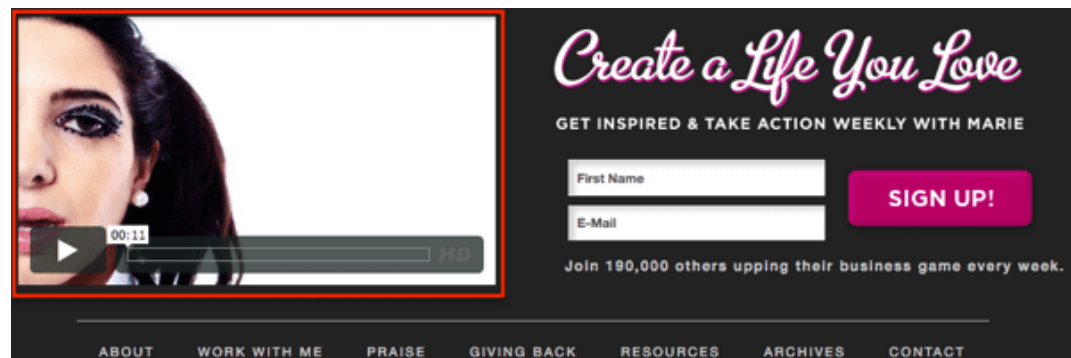 Create a Life You Love
GET INSPIRED & TAKE ACTION WEEKLY WITH MARIE
First Name
SIGN UP!
E-Mail
00:11
HD
Join 190,000 others upping their business game every week.
ABOUT WORK WITH ME PRAISE GIVING BACK RESOURCES ARCHIVES CONTACT